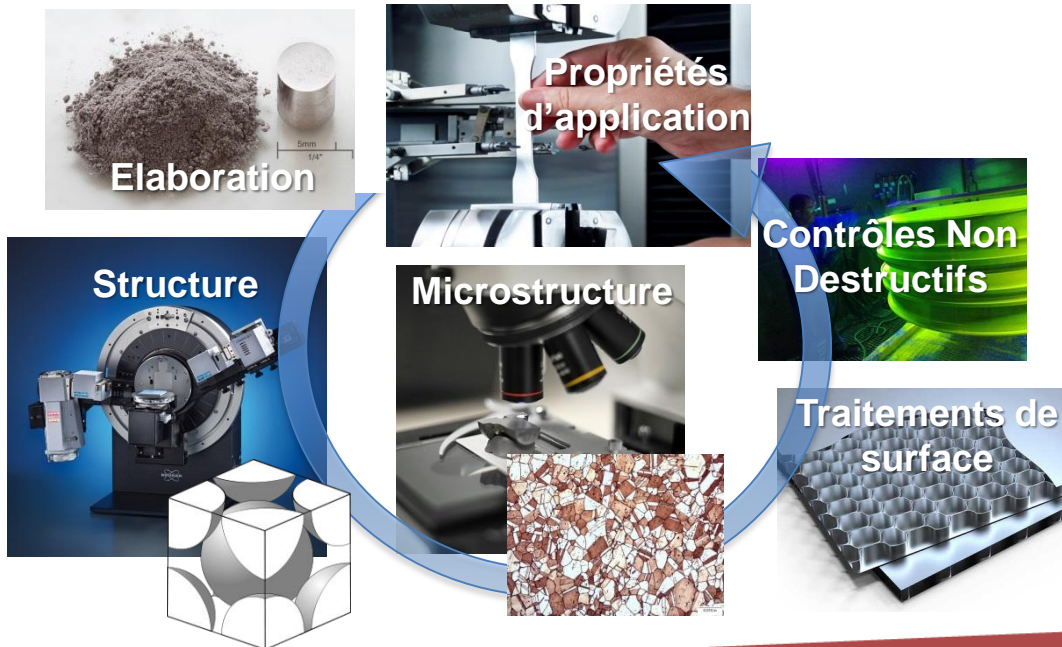 Elaboration
5mm
1/4"
Propriétés
d'application
Contrôles Non
Destructifs
Structure
Microstructure
Traitements de
surface